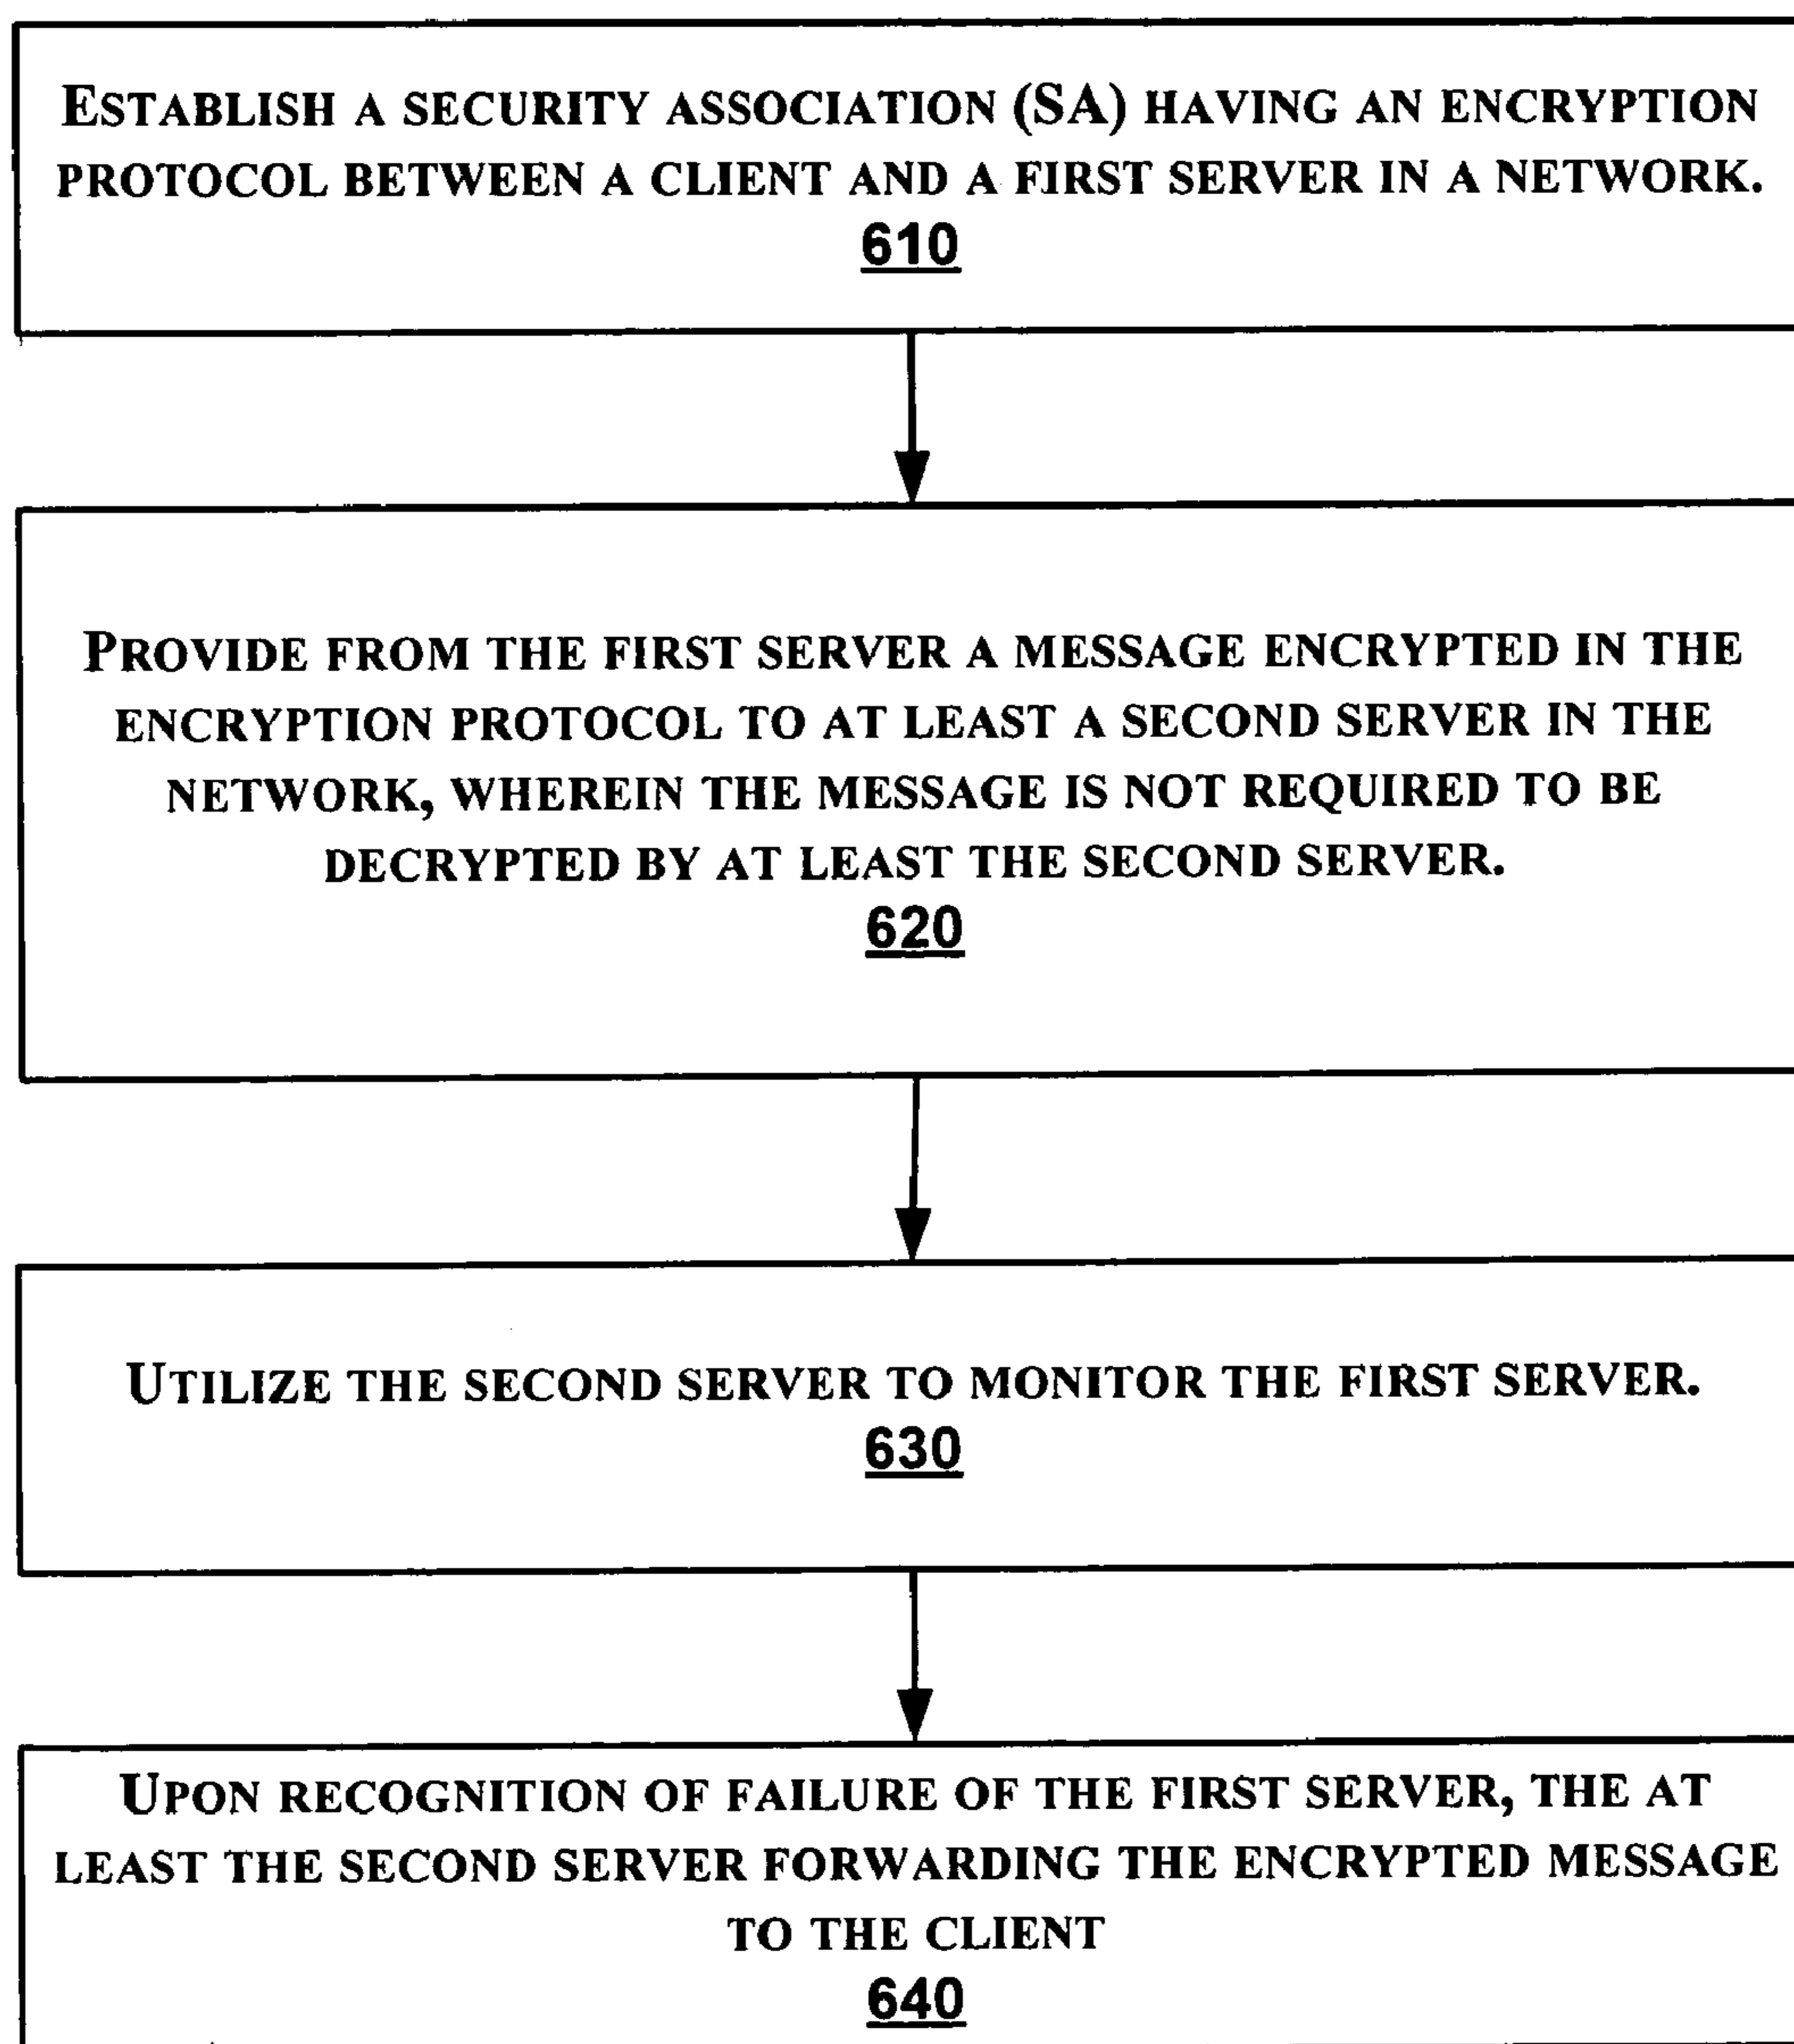 ESTABLISH A SECURITY ASSOCIATION (SA) HAVING AN ENCRYPTION
PROTOCOL BETWEEN A CLIENT AND A FIRST SERVER IN A NETWORK.
610
PROVIDE FROM THE FIRST SERVER A MESSAGE ENCRYPTED IN THE
ENCRYPTION PROTOCOL TO AT LEAST A SECOND SERVER IN THE
NETWORK, WHEREIN THE MESSAGE IS NOT REQUIRED TO BE
DECRYPTED BY AT LEAST THE SECOND SERVER.
620
UTILIZE THE SECOND SERVER TO MONITOR THE FIRST SERVER.
630
UPON RECOGNITION OF FAILURE OF THE FIRST SERVER, THE AT
LEAST THE SECOND SERVER FORWARDING THE ENCRYPTED MESSAGE
TO THE CLIENT
640